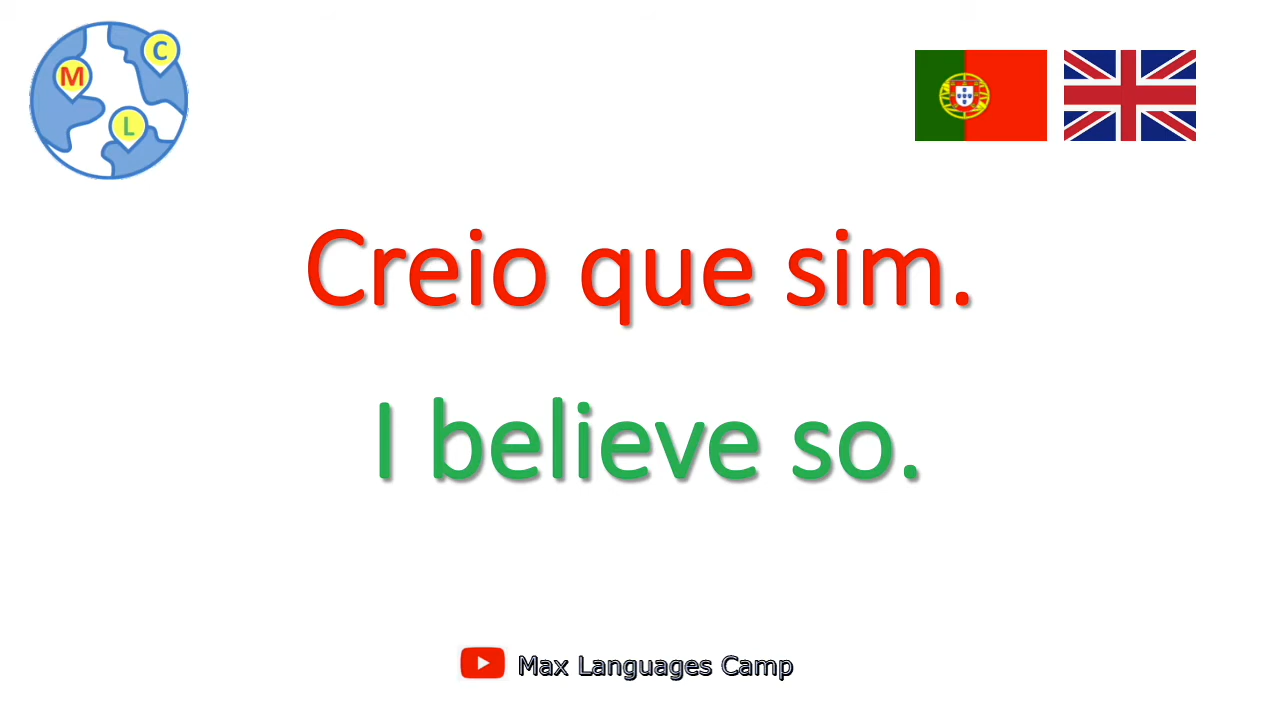 M
C
L
Creio que sim.
I believe so.
Max Languages Camp